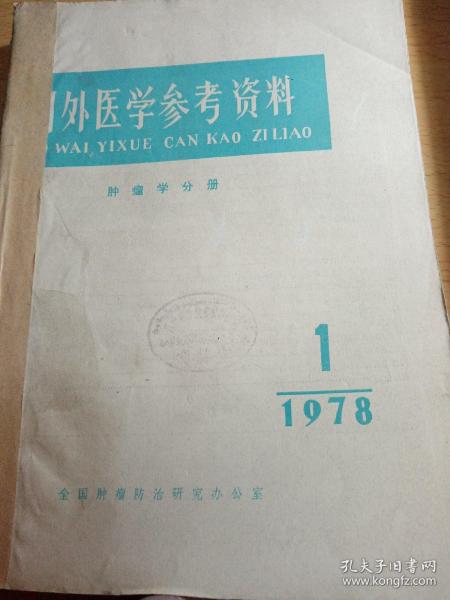 外医学参考资料
WAI YIXUE CAN KAO ZI LIAO
肿瘤学分册
1
1978
全国肿瘤防治研究办公室
孔夫子旧书网
www.kongfz.com